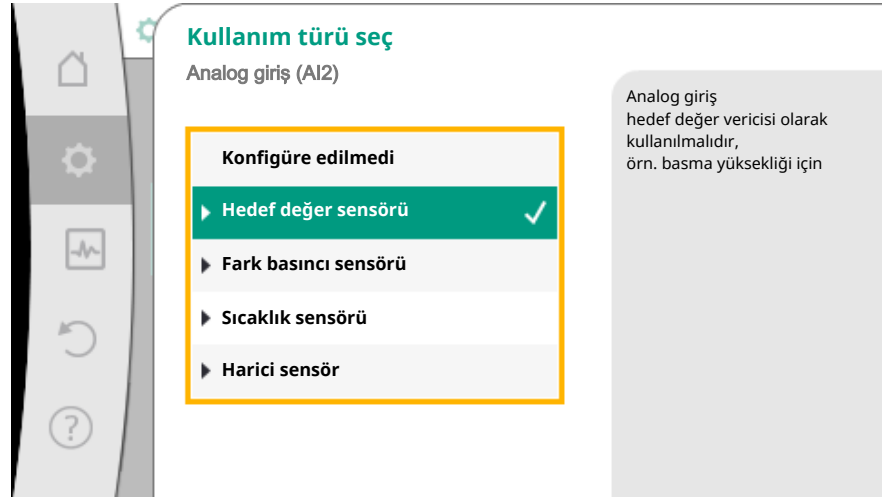 Kullanım türü seç
Analog giriş (AI2)
Konfigüre edilmedi
Hedef değer sensörü
Fark basıncı sensörü
Sıcaklık sensörü
Harici sensör
Analog giriş
hedef değer vericisi olarak
kullanılmalıdır,
örn. basma yüksekliği için
?